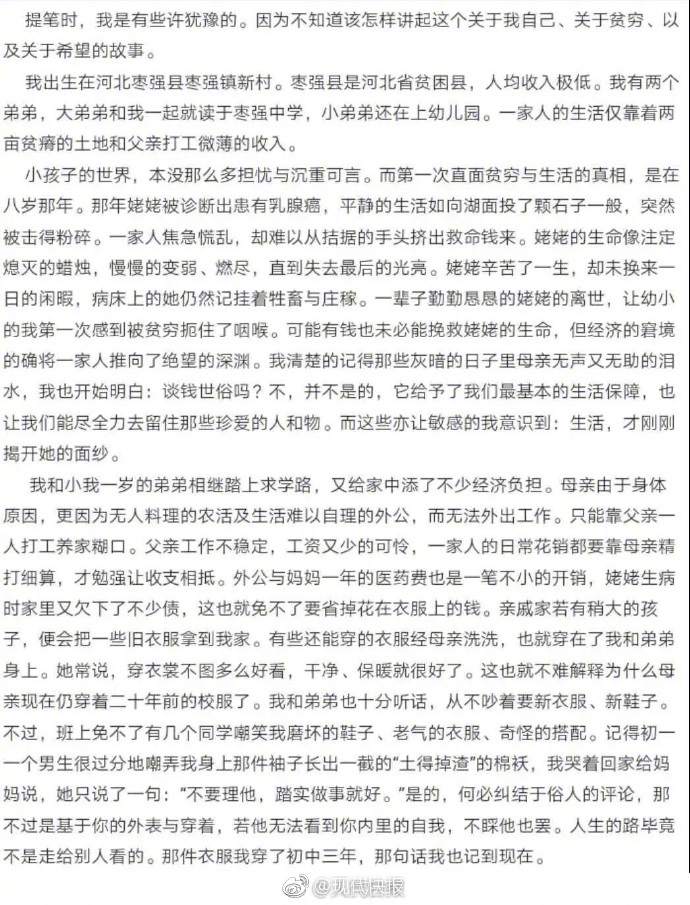 提笔时，我是有些许犹豫的。因为不知道该怎样讲起这个关于我自己、关于贫穷、以
及关于希望的故事。
我出生在河北枣强县枣强镇新村。枣强县是河北省贫困县，人均收入极低。我有两个
弟弟，大弟弟和我一起就读于枣强中学，小弟弟还在上幼儿园。一家人的生活仅靠着两
亩贫瘠的土地和父亲打工微薄的收入。
小孩子的世界，本没那么多担忧与沉重可言。而第一次直面贫穷与生活的真相，是在
八岁那年。那年姥姥被诊断出患有乳腺癌，平静的生活如向湖面投了颗石子一般，突然
被击得粉碎。一家人焦急慌乱，却难以从拮据的手头挤出救命钱来。姥姥的生命像注定
熄灭的蜡烛，慢慢的变弱、燃尽，直到失去最后的光亮。姥姥辛苦了一生，却未换来一
日的闲暇，病床上的她仍然记挂着牲畜与庄稼。一辈子勤勤恳恳的姥姥的离世，让幼小
的我第一次感到被贫穷扼住了咽喉。可能有钱也未必能挽救姥姥的生命，但经济的窘境
的确将一家人推向了绝望的深渊。我清楚的记得那些灰暗的日子里母亲无声又无助的泪
水，我也开始明白：谈钱世俗吗？不，并不是的，它给予了我们最基本的生活保障，也
让我们能尽全力去留住那些珍爱的人和物。而这些亦让敏感的我意识到：生活，才刚刚
揭开她的面纱。
我和小我一岁的弟弟相继踏上求学路，又给家中添了不少经济负担。母亲由于身体
原因，更因为无人料理的农活及生活难以自理的外公，而无法外出工作。只能靠父亲一
人打工养家糊口。父亲工作不稳定，工资又少的可怜，一家人的日常花销都要靠母亲精
打细算，才勉强让收支相抵。外公与妈妈一年的医药费也是一笔不小的开销，姥姥生病
时家里又欠下了不少债，这也就免不了要省掉花在衣服上的钱。亲戚家若有稍大的孩
子，便会把一些旧衣服拿到我家。有些还能穿的衣服经母亲洗洗，也就穿在了我和弟弟
身上。她常说，穿衣裳不图多么好看，干净、保暖就很好了。这也就不难解释为什么母
亲现在仍穿着二十年前的校服了。我和弟弟也十分听话，从不吵着要新衣服、新鞋子。
不过，班上免不了有几个同学嘲笑我磨坏的鞋子、老气的衣服、奇怪的搭配。记得初一
一个男生很过分地嘲弄我身上那件袖子长出一截的“土得掉渣”的棉袄，我哭着回家给妈
妈说，她只说了一句：“不要理他，踏实做事就好。”是的，何必纠结于俗人的评论，那
不过是基于你的外表与穿着，若他无法看到你内里的自我，不睬他也罢。人生的路毕竟
不是走给别人看的。那件衣服我穿了初中三年，那句话我也记到现在。
@现代快报